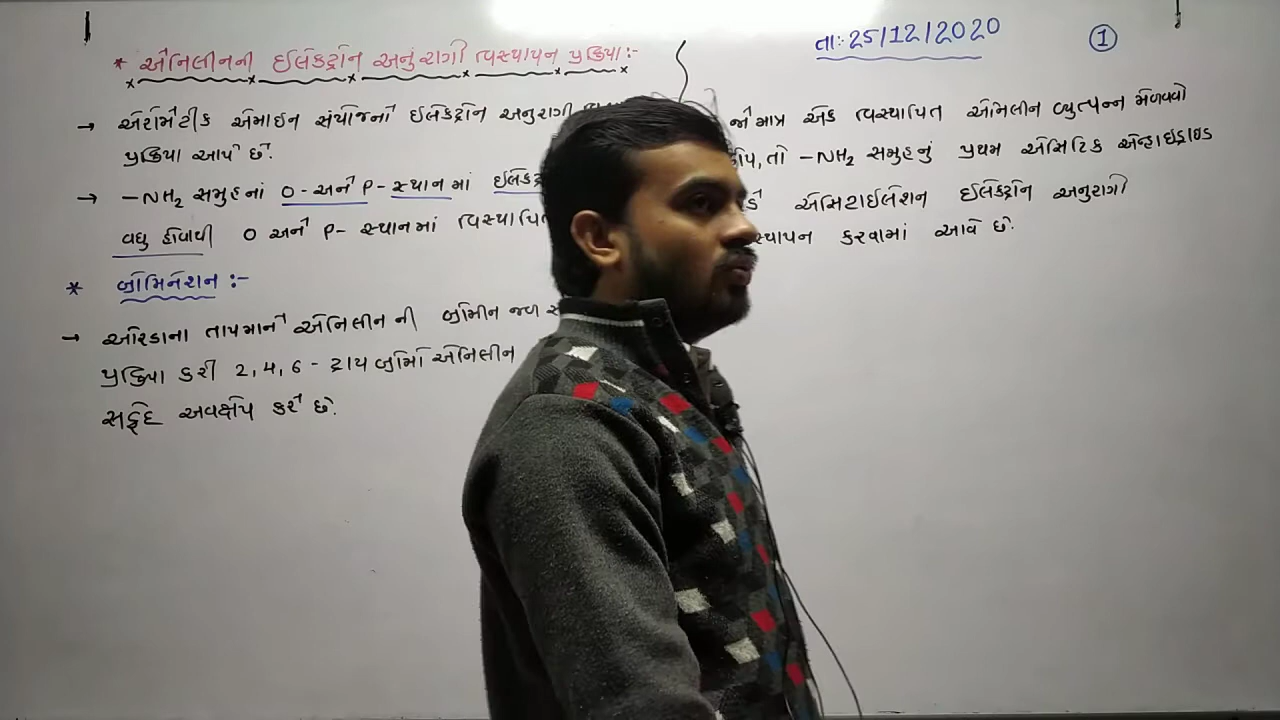 તા:-25/12/2020
1
* એનિલીનની ઈલેક્ટ્રોન અનુરાગી વિસ્થાપન પ્રક્રિયા:-
→ એરોમેટીક એમાઈન સંયોજનો ઈલેક્ટ્રોન અનુરાગી
પ્રક્રિયા આપે છે.
→ -NH2 સમુહનાં O-અને P-સ્થાનમાં
વધુ હોવાથી O અને P- સ્થાનમાં
* બ્રોમિનેશન :-
→ ઓરડાના તાપમાને એનિલીનની બ્રોમીન જળ
પ્રક્રિયા કરી 2,4,6 - ટ્રાય બ્રોમો એનિલીન
સફેદ અવક્ષેપ કરે છે.
જો માત્ર એક વિસ્થાપિત એનિલીન વ્યુત્પન્ન મેળવવો
તો -NH2 સમુહનું પ્રથમ એસિટિક એન્હાઈડ્રાઇડ
એસિટાઈલેશન ઈલેક્ટ્રોન અનુરાગી
કરવામાં આવે છે.